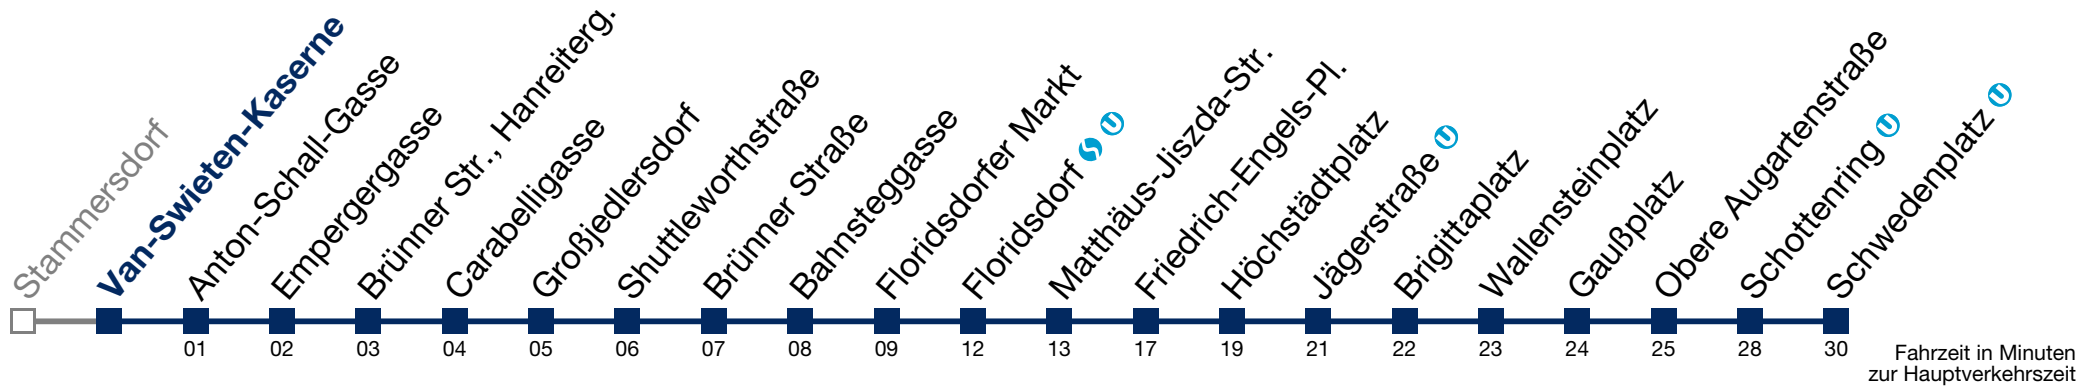 Stammersdorf
Van-Swieten-Kaserne
Anton-Schall-Gasse
Empergergasse
Brünner Str., Hanreiterg.
Carabelligasse
Großjedlersdorf
Shuttleworthstraße
Brünner Straße
Bahnsteggasse
Floridsdorfer Markt
Floridsdorf S U
Matthäus-Jiszda-Str.
Friedrich-Engels-Pl.
Höchstädtplatz
Jägerstraße U
Brigittaplatz
Wallensteinplatz
Gaußplatz
Obere Augartenstraße
Schottenring U
Schwedenplatz U
01 02 03 04 05 06 07 08 09 12 13 17 19 21 22 23 24 25 28 30
Fahrzeit in Minuten
zur Hauptverkehrszeit